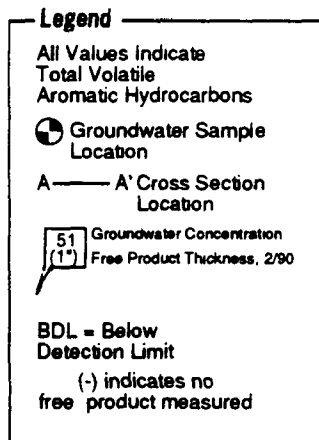 Legend
All Values Indicate
Total Volatile
Aromatic Hydrocarbons
Groundwater Sample
Location
A——A' Cross Section
Location
51 Groundwater Concentration
(1") Free Product Thickness, 2/90
BDL = Below
Detection Limit
(-) indicates no
free product measured